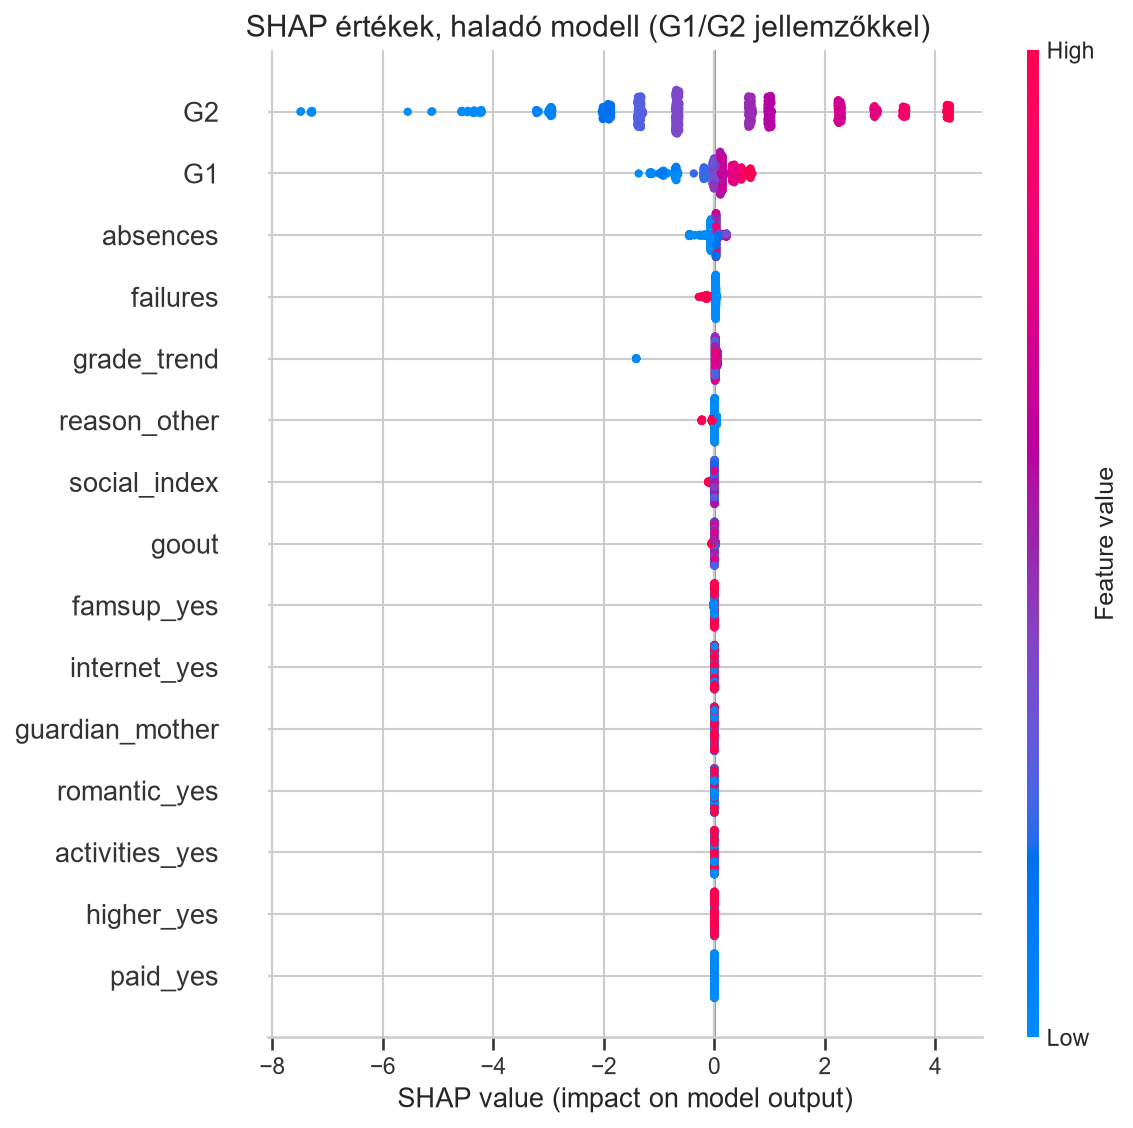 SHAP értékek, haladó modell (G1/G2 jellemzőkkel)
High
G2
G1
absences
failures
grade_trend
reason_other
social_index
goout
famsup_yes
internet_yes
guardian_mother
romantic_yes
activities_yes
higher_yes
paid_yes
Feature value
Low
−8 −6 −4 −2 0 2 4
SHAP value (impact on model output)